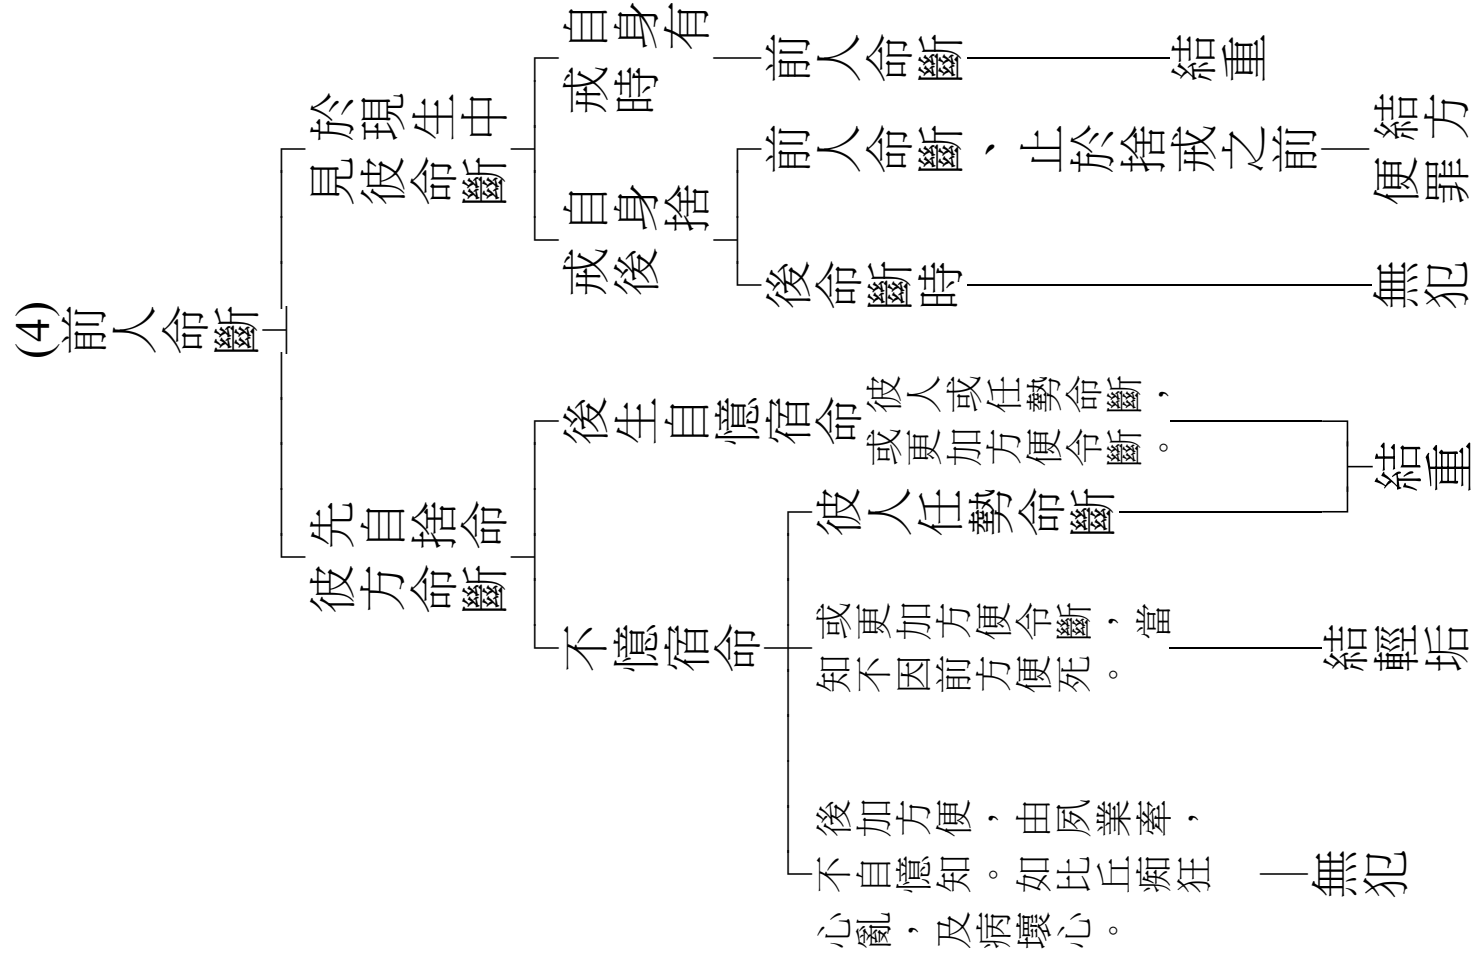 (4)前人命斷
於現生中
見彼命斷
自身有
戒時
前人命斷
結重
自身捨
戒後
前人命斷、止於捨戒之前
結方
便罪
後命斷時
無犯
先自捨命
彼方命斷
後生自憶宿命
彼人或任勢命斷，
或更加方便令斷。
不憶宿命
彼人任勢命斷
結重
或更加方便令斷，當
知不因前方便死。
結輕垢
後加方便，由夙業牽，
不自憶知。如比丘癡狂
心亂，及病壞心。
無犯